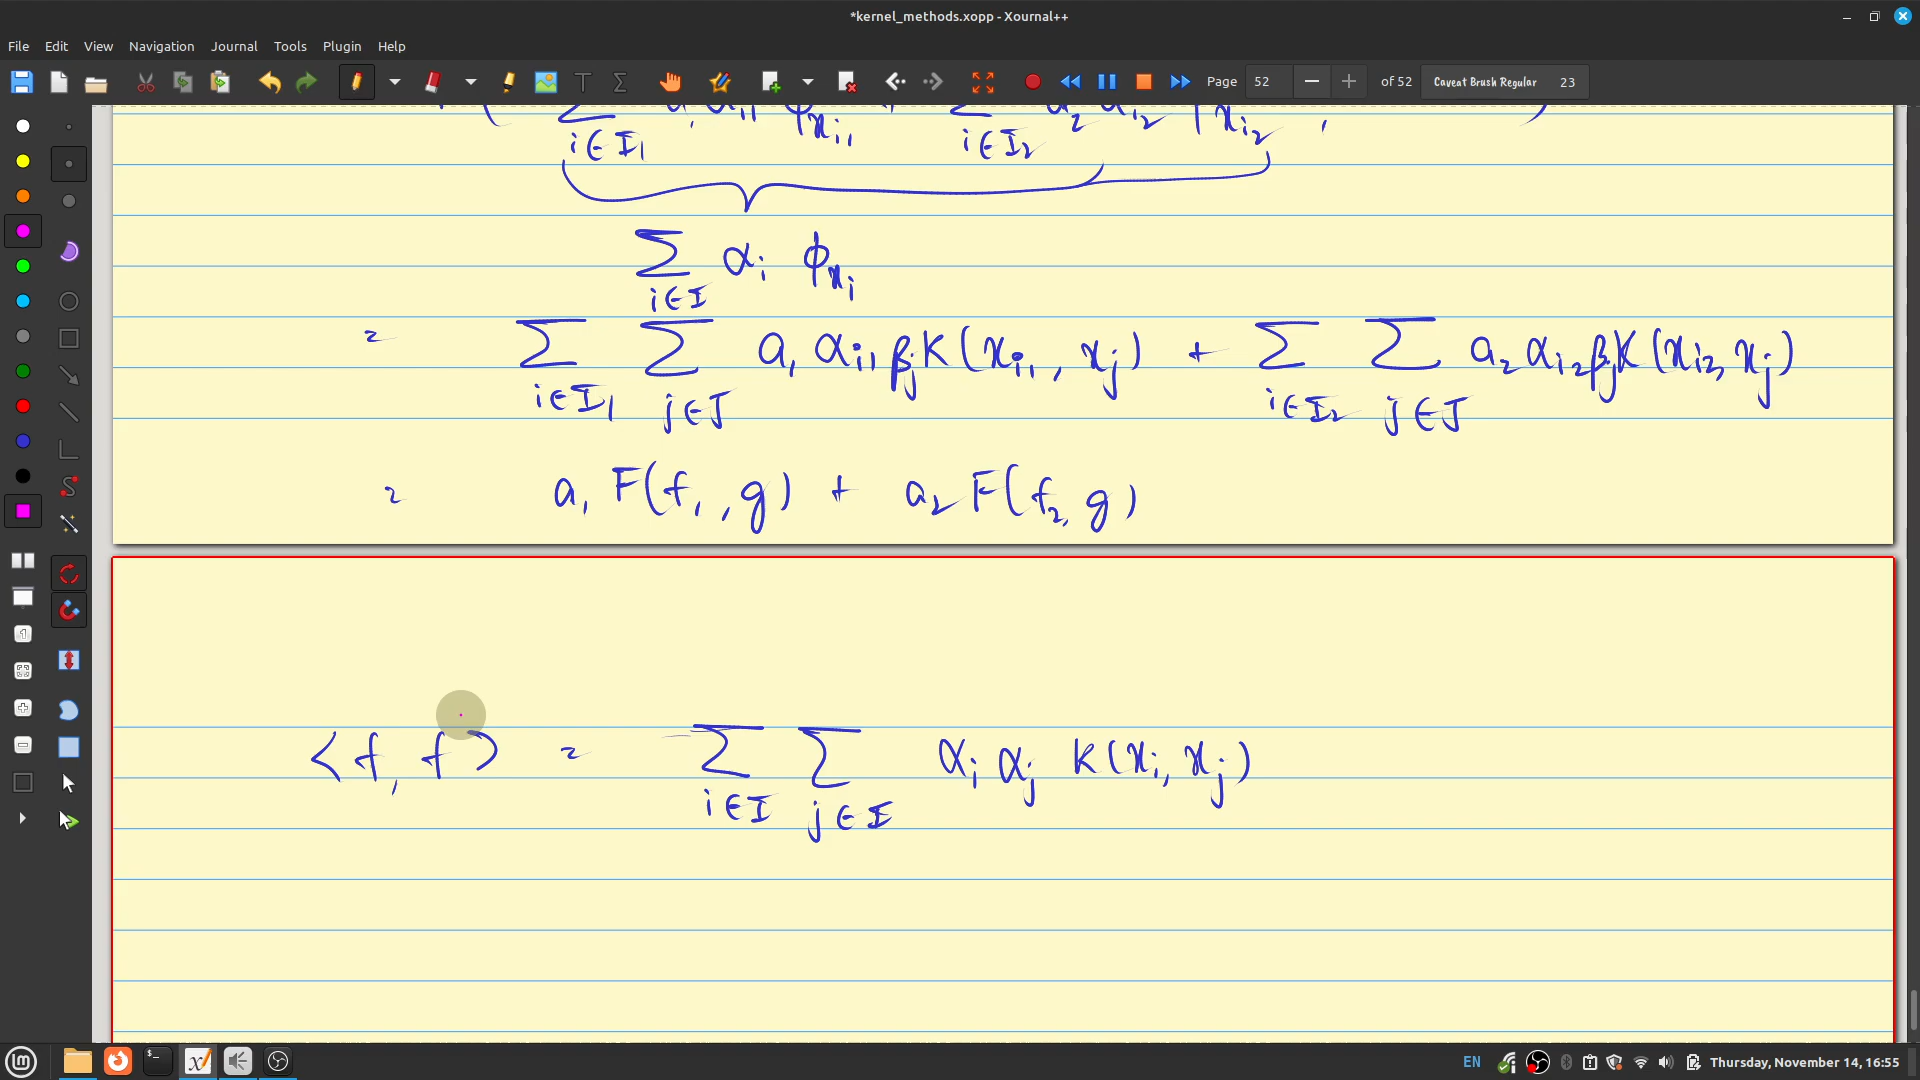 *kernel_methods.xopp - Xournal++
File Edit View Navigation Journal Tools Plugin Help
Page 52 of 52 Caveat Brush Regular 23
i∈I₁ i∈I₂
∑ αᵢ ϕ_{xᵢ}
i∈I
= ∑ ∑ a₁ αᵢ₁ βⱼ K(xᵢ₁, xⱼ) + ∑ ∑ a₂ αᵢ₂ βⱼ K(xᵢ₂, xⱼ)
i∈I₁ j∈J i∈I₂ j∈J
= a₁ F(f₁, g) + a₂ F(f₂, g)
<f, f> = ∑ ∑ αᵢ αⱼ K(xᵢ, xⱼ)
i∈I j∈I
EN Thursday, November 14, 16:55